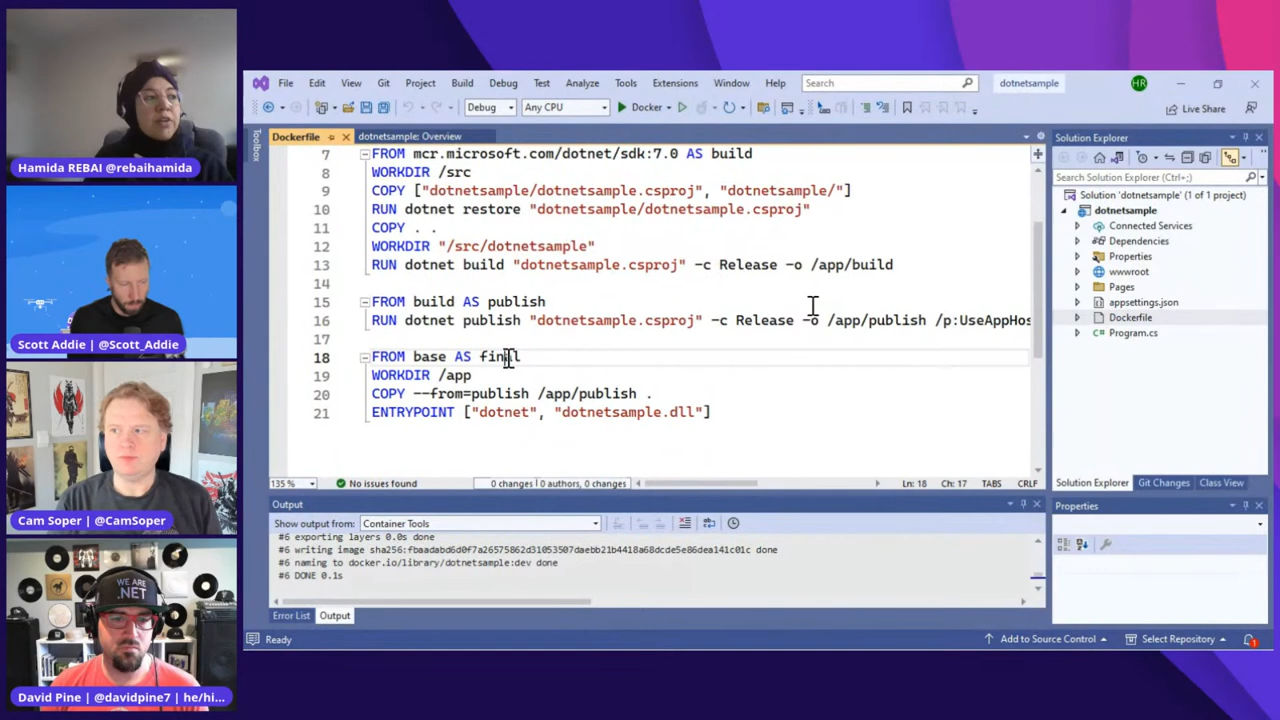 Hamida REBAI @rebaihamida
Scott Addie | @Scott_Addie
Cam Soper | @CamSoper
WE ARE
.NET
David Pine | @davidpine7 | he/hi...
File Edit View Git Project Build Debug Test Analyze Tools Extensions Window Help Search dotnetsample HR
Debug Any CPU Docker Live Share
Toolbox
Dockerfile dotnetsample: Overview
7 FROM mcr.microsoft.com/dotnet/sdk:7.0 AS build
8 WORKDIR /src
9 COPY ["dotnetsample/dotnetsample.csproj", "dotnetsample/"]
10 RUN dotnet restore "dotnetsample/dotnetsample.csproj"
11 COPY . .
12 WORKDIR "/src/dotnetsample"
13 RUN dotnet build "dotnetsample.csproj" -c Release -o /app/build
14
15 FROM build AS publish
16 RUN dotnet publish "dotnetsample.csproj" -c Release -o /app/publish /p:UseAppHos
17
18 FROM base AS final
19 WORKDIR /app
20 COPY --from=publish /app/publish .
21 ENTRYPOINT ["dotnet", "dotnetsample.dll"]
135 % No issues found 0 changes | 0 authors, 0 changes Ln: 18 Ch: 17 TABS CRLF
Output
Show output from: Container Tools
#6 exporting layers 0.0s done
#6 writing image sha256:fbaadabd6d0f7a26575862d31053507daebb21b4418a68dcde5e86dea141c01c done
#6 naming to docker.io/library/dotnetsample:dev done
#6 DONE 0.1s
Error List Output
Solution Explorer
Search Solution Explorer (Ctrl+;)
Solution 'dotnetsample' (1 of 1 project)
dotnetsample
Connected Services
Dependencies
Properties
wwwroot
Pages
appsettings.json
Dockerfile
Program.cs
Solution Explorer Git Changes Class View
Properties
Ready Add to Source Control Select Repository 1